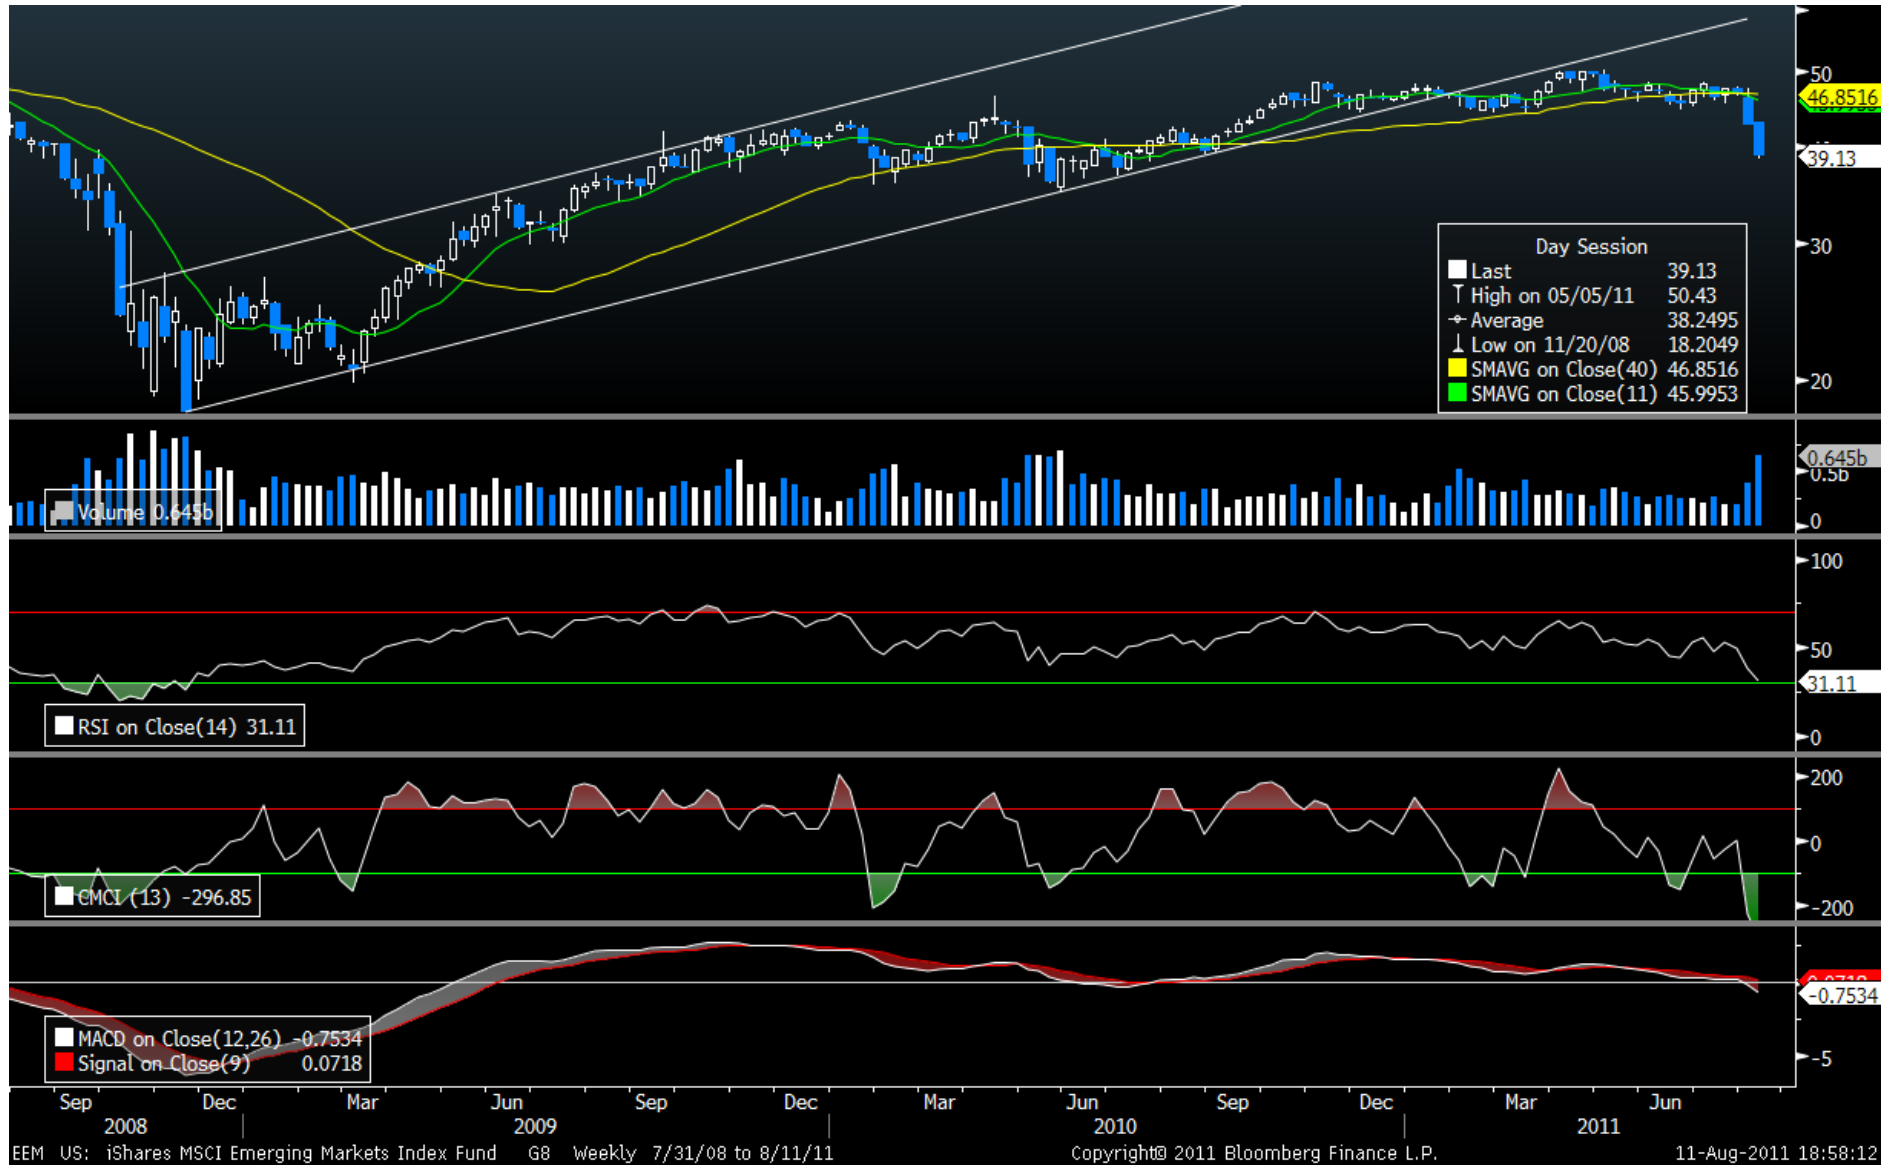 50
46.8516
39.13
30
20
Day Session
Last 39.13
High on 05/05/11 50.43
Average 38.2495
Low on 11/20/08 18.2049
SMAVG on Close(40) 46.8516
SMAVG on Close(11) 45.9953
0.645b
0.5b
0
Volume 0.645b
100
50
31.11
0
RSI on Close(14) 31.11
200
0
-200
CMCI (13) -296.85
0.0718
-0.7534
-5
MACD on Close(12,26) -0.7534
Signal on Close(9) 0.0718
Sep Dec Mar Jun Sep Dec Mar Jun Sep Dec Mar Jun
2008 2009 2010 2011
EEM US: iShares MSCI Emerging Markets Index Fund G8 Weekly 7/31/08 to 8/11/11 Copyright© 2011 Bloomberg Finance L.P. 11-Aug-2011 18:58:12